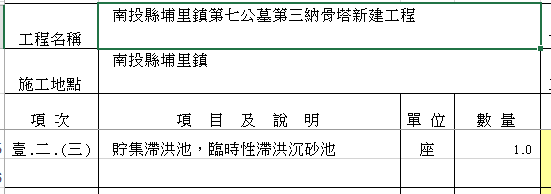 南投縣埔里鎮第七公墓第三納骨塔新建工程
工程名稱
南投縣埔里鎮
施工地點
項 次 項 目 及 說 明 單 位 數 量
壹.二.(三) 貯集滯洪池，臨時性滯洪沉砂池 座 1.0